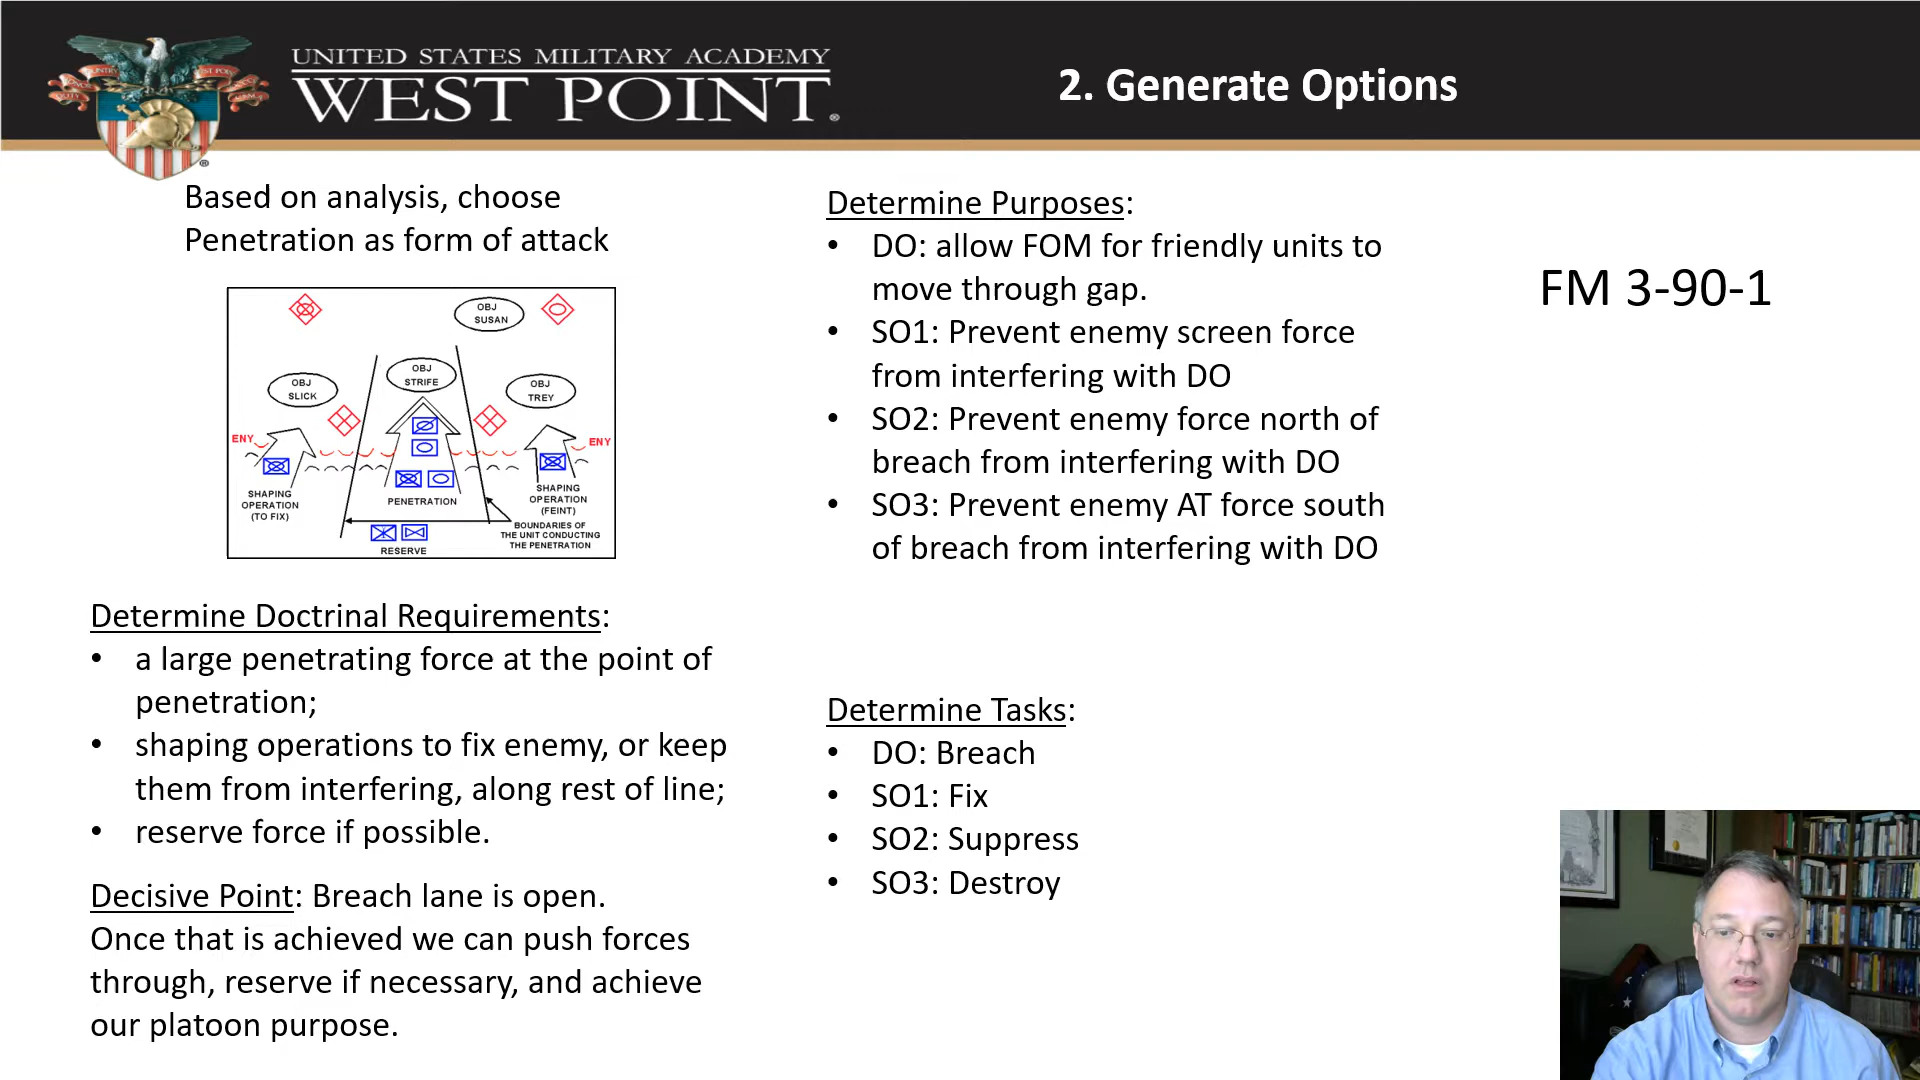 UNITED STATES MILITARY ACADEMY
WEST POINT®
2. Generate Options
Based on analysis, choose
Penetration as form of attack
OBJ
SUSAN
OBJ
STRIFE
OBJ
SLICK
OBJ
TREY
ENY
ENY
SHAPING
OPERATION
(TO FIX)
PENETRATION
SHAPING
OPERATION
(FEINT)
BOUNDARIES OF
THE UNIT CONDUCTING
THE PENETRATION
RESERVE
Determine Doctrinal Requirements:
• a large penetrating force at the point of
penetration;
• shaping operations to fix enemy, or keep
them from interfering, along rest of line;
• reserve force if possible.
Decisive Point: Breach lane is open.
Once that is achieved we can push forces
through, reserve if necessary, and achieve
our platoon purpose.
Determine Purposes:
• DO: allow FOM for friendly units to
move through gap.
• SO1: Prevent enemy screen force
from interfering with DO
• SO2: Prevent enemy force north of
breach from interfering with DO
• SO3: Prevent enemy AT force south
of breach from interfering with DO
Determine Tasks:
• DO: Breach
• SO1: Fix
• SO2: Suppress
• SO3: Destroy
FM 3-90-1